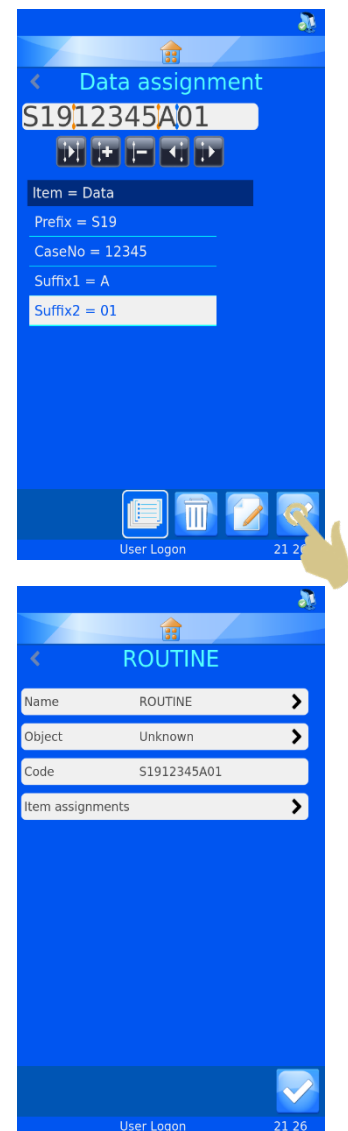 Data assignment
S1912345A01
Item = Data
Prefix = S19
CaseNo = 12345
Suffix1 = A
Suffix2 = 01
User Logon 21 26
ROUTINE
Name ROUTINE
Object Unknown
Code S1912345A01
Item assignments
User Logon 21 26